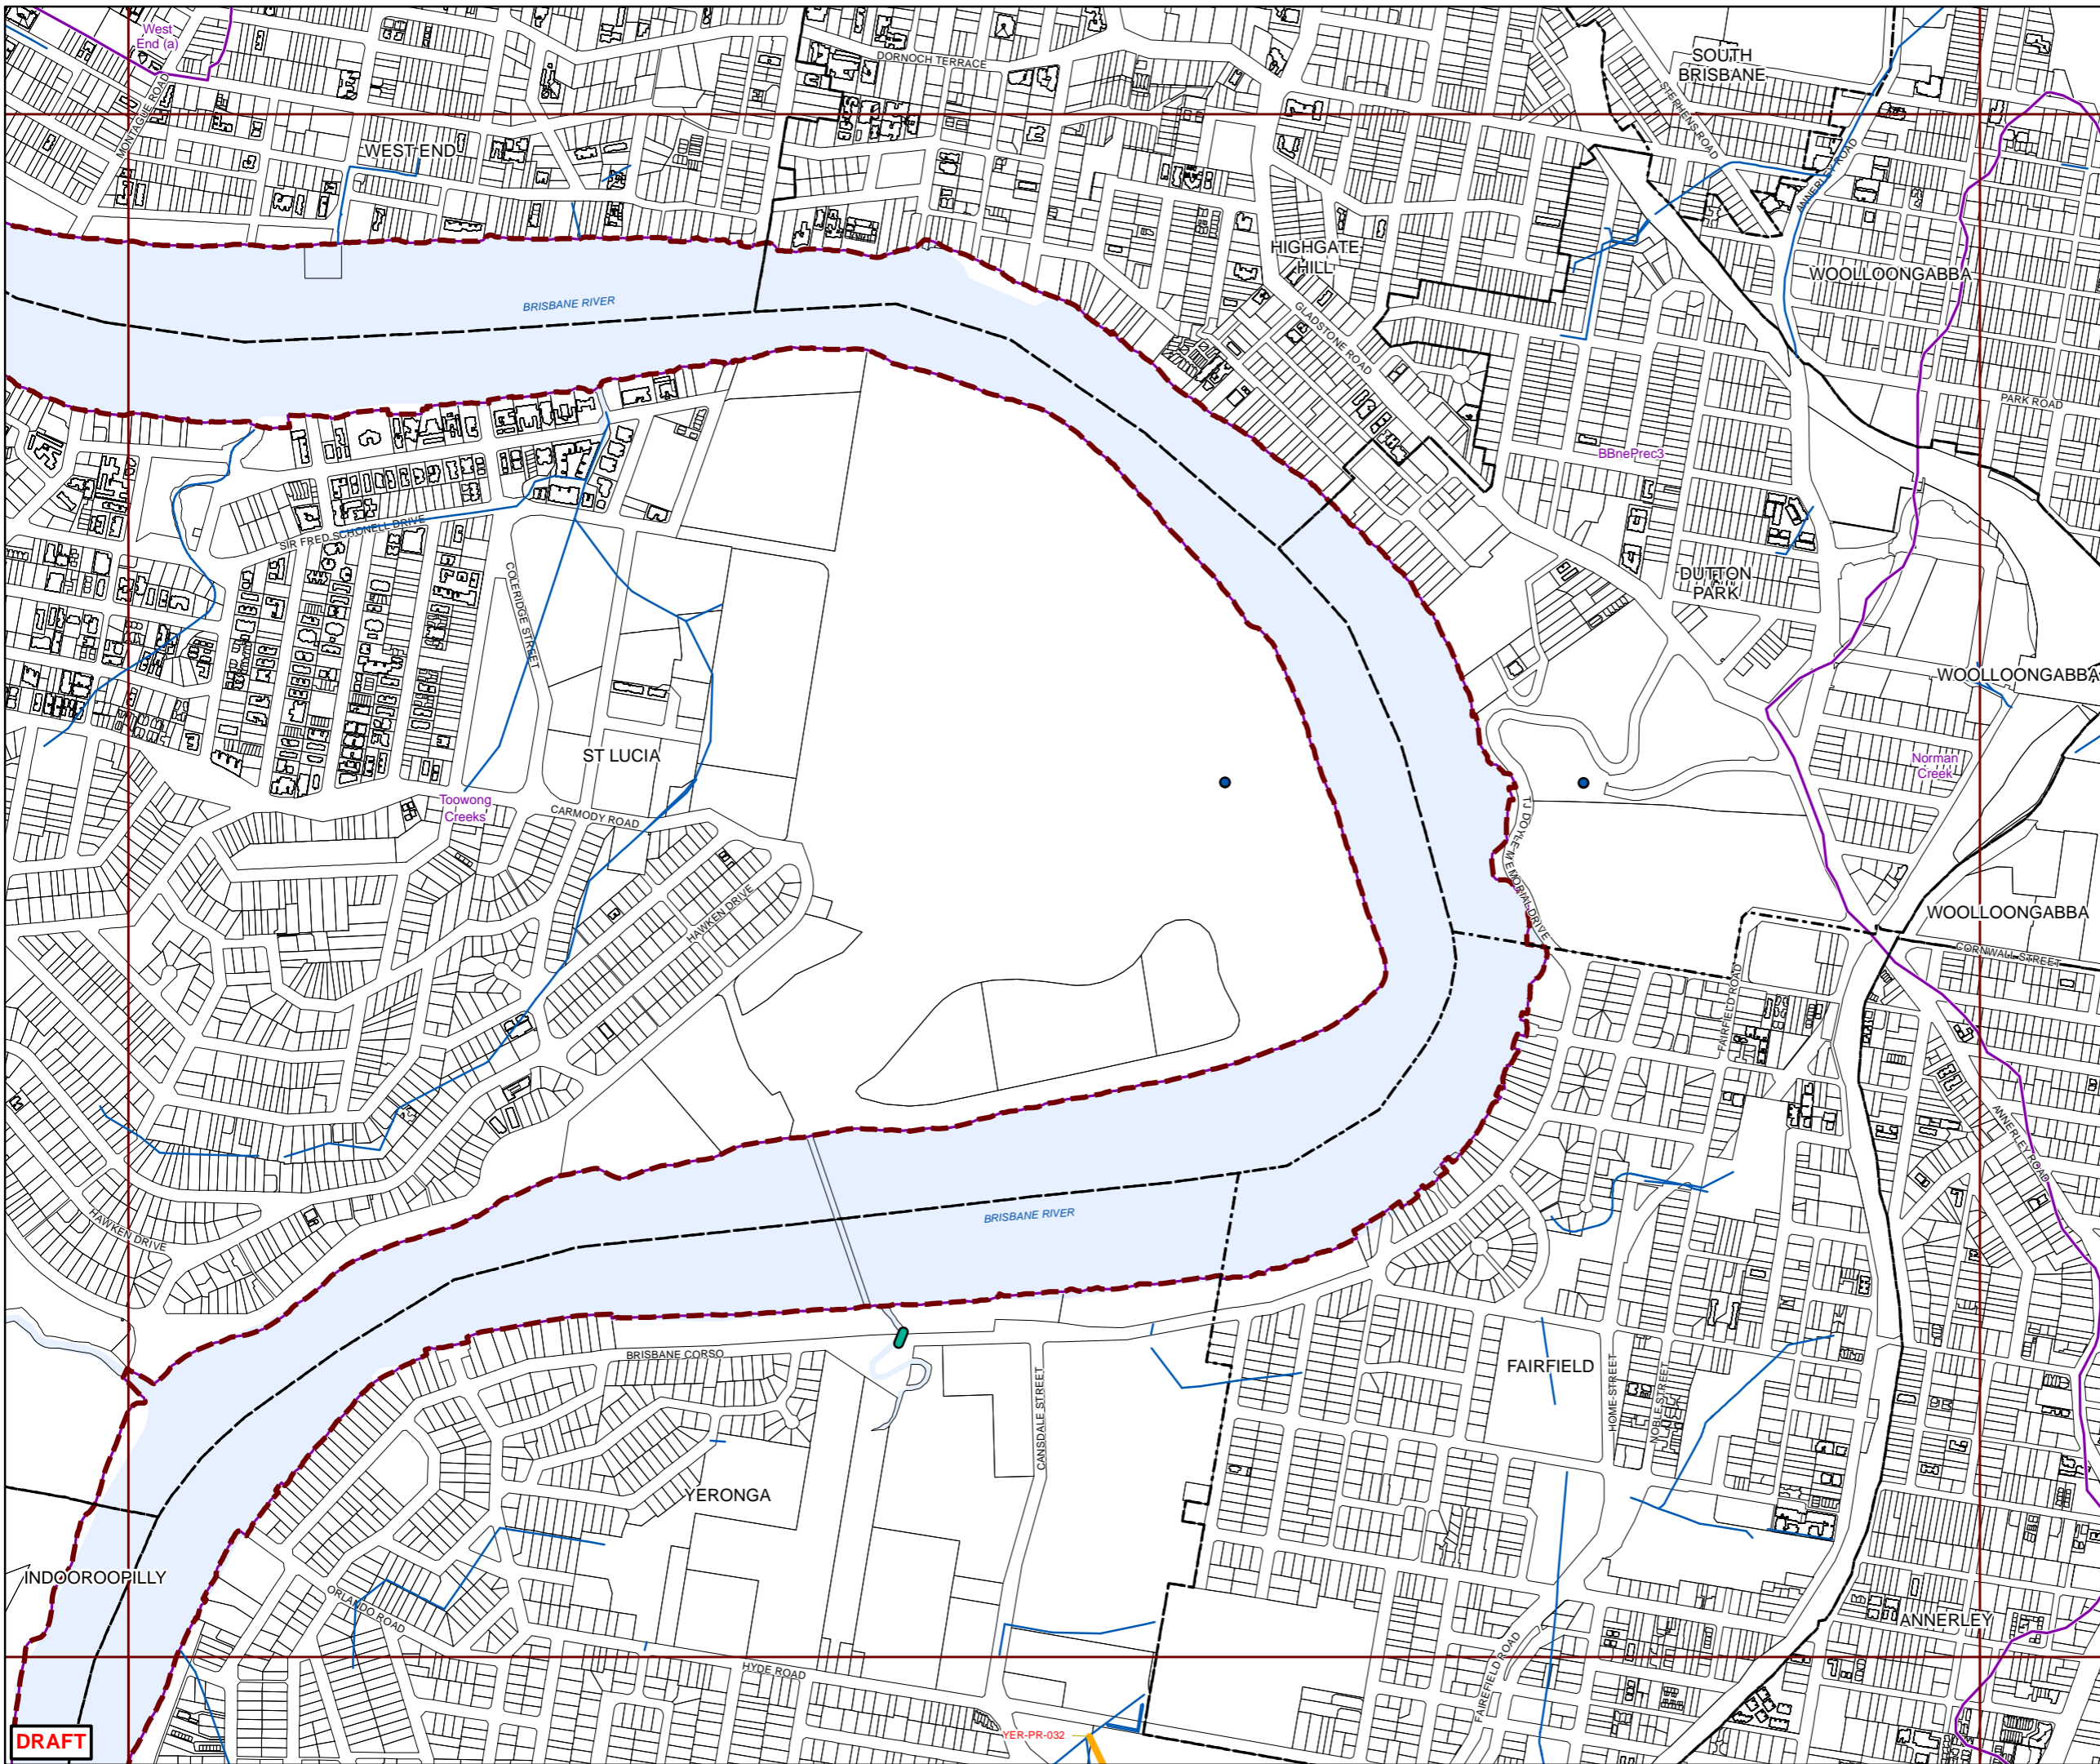 West
End (a)
DORNOCH TERRACE
SOUTH
BRISBANE
MONTAGUE ROAD
STEPHENS ROAD
WEST END
ANNERLEY ROAD
HIGHGATE
HILL
WOOLLOONGABBA
BRISBANE RIVER
GLADSTONE ROAD
PARK ROAD
BBnePrec3
SIR FRED SCHONELL DRIVE
COLERIDGE STREET
DUTTON
PARK
WOOLLOONGABBA
ST LUCIA
Norman
Creek
Toowong
Creeks
CARMODY ROAD
T J DOYLE MEMORIAL DRIVE
HAWKEN DRIVE
WOOLLOONGABBA
CORNWALL STREET
FAIRFIELD ROAD
ANNERLEY ROAD
HAWKEN DRIVE
BRISBANE RIVER
BRISBANE CORSO
FAIRFIELD
CANSDALE STREET
HOME STREET
NOBLE STREET
YERONGA
INDOOROOPILLY
ORLANDO ROAD
ANNERLEY
HYDE ROAD
FAIREFIELD ROAD
YER-PR-032
DRAFT